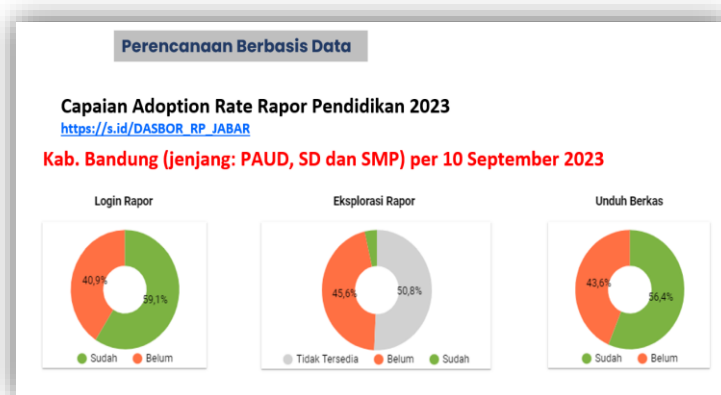 Perencanaan Berbasis Data
Capaian Adoption Rate Rapor Pendidikan 2023
https://s.id/DASBOR_RP_JABAR
Kab. Bandung (jenjang: PAUD, SD dan SMP) per 10 September 2023
Login Rapor
40,9%
59,1%
Sudah Belum
Eksplorasi Rapor
45,6%
50,8%
Tidak Tersedia Belum Sudah
Unduh Berkas
43,6%
56,4%
Sudah Belum